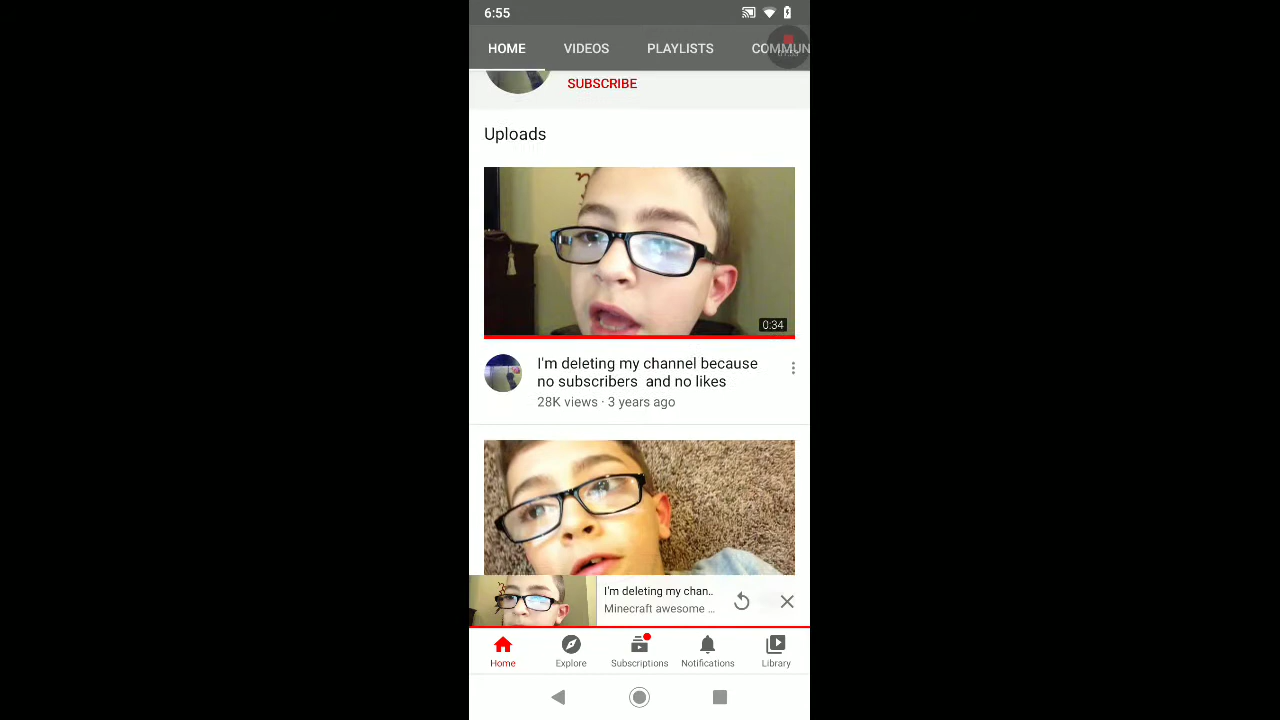 6:55
HOME VIDEOS PLAYLISTS COMMUN
SUBSCRIBE
Uploads
0:34
I'm deleting my channel because
no subscribers  and no likes
28K views · 3 years ago
I'm deleting my chan..
Minecraft awesome ...
Home Explore Subscriptions Notifications Library